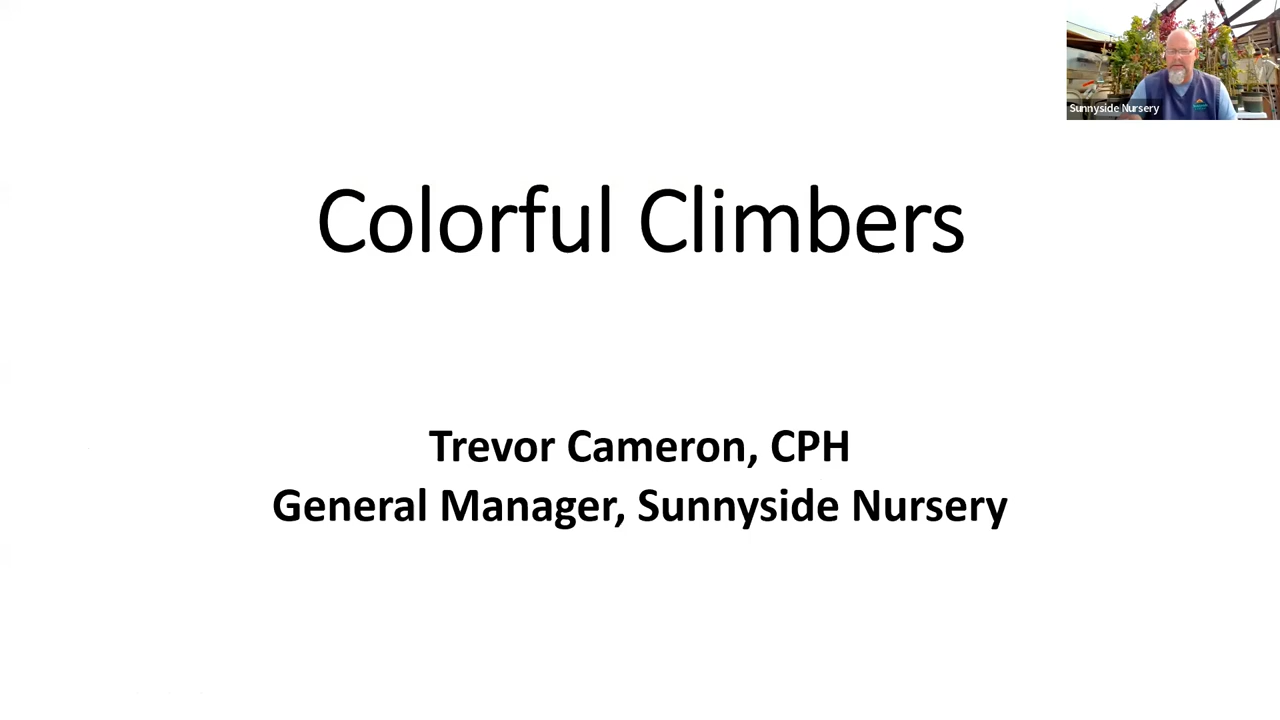 Sunnyside Nursery
Colorful Climbers
Trevor Cameron, CPH
General Manager, Sunnyside Nursery